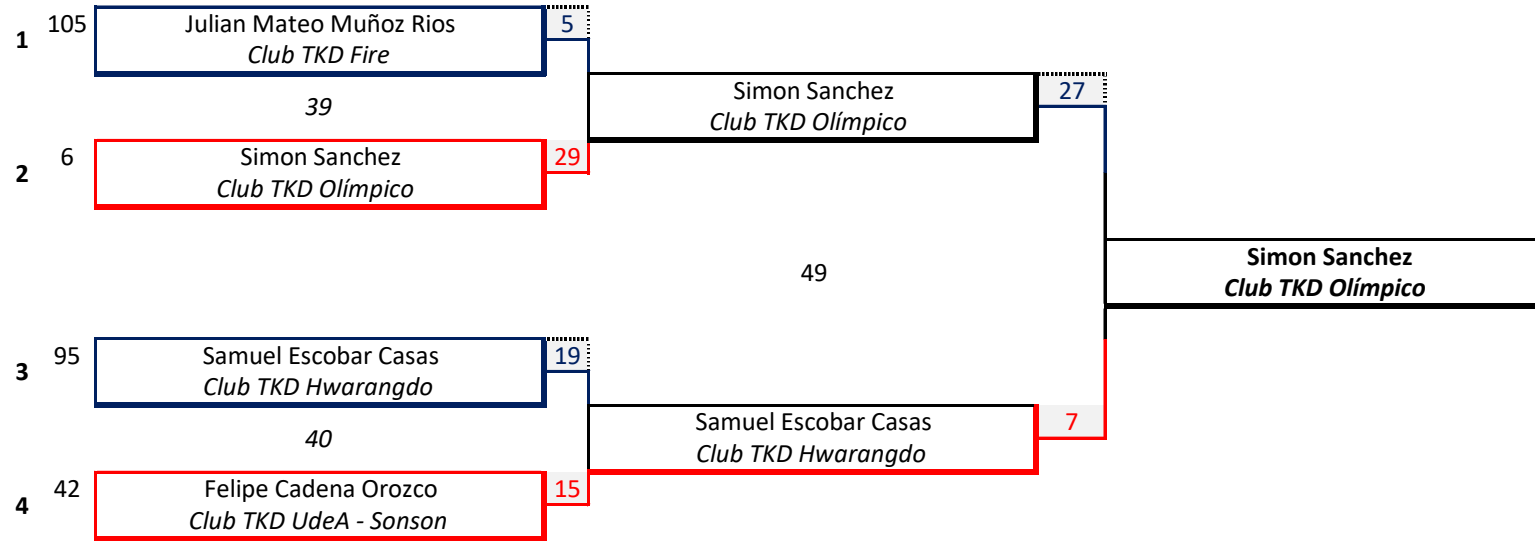 105
Julian Mateo Muñoz Rios
5
1
Club TKD Fire
Simon Sanchez
27
39
Club TKD Olímpico
6
Simon Sanchez
29
2
Club TKD Olímpico
Simon Sanchez
49
Club TKD Olímpico
95
Samuel Escobar Casas
19
3
Club TKD Hwarangdo
Samuel Escobar Casas
7
40
Club TKD Hwarangdo
42
Felipe Cadena Orozco
15
4
Club TKD UdeA - Sonson